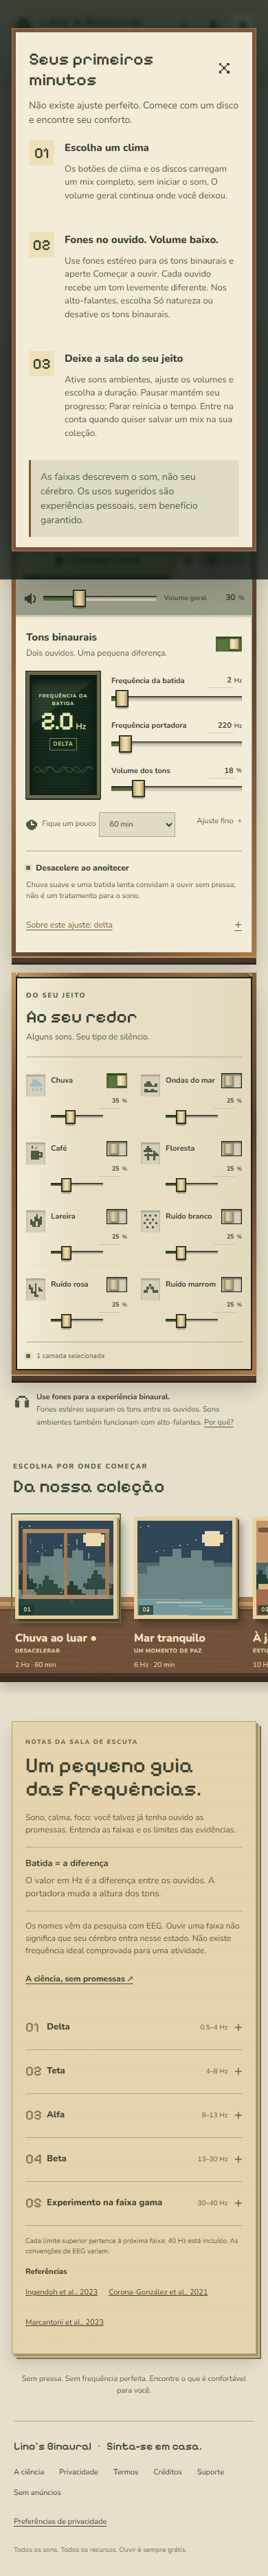 Seus primeiros
minutos
Não existe ajuste perfeito. Comece com um disco
e encontre seu conforto.
01
Escolha um clima
Os botões de clima e os discos carregam
um mix completo, sem iniciar o som. O
volume geral continua onde você deixou.
02
Fones no ouvido. Volume baixo.
Use fones estéreo para os tons binaurais e
aperte Começar a ouvir. Cada ouvido
recebe um tom levemente diferente. Nos
alto-falantes, escolha Só natureza ou
desative os tons binaurais.
03
Deixe a sala do seu jeito
Ative sons ambientes, ajuste os volumes e
escolha a duração. Pausar mantém seu
progresso; Parar reinicia o tempo. Entre na
conta quando quiser salvar um mix na sua
coleção.
As faixas descrevem o som, não seu
cérebro. Os usos sugeridos são
experiências pessoais, sem benefício
garantido.
Volume geral 30 %
Tons binaurais
Dois ouvidos. Uma pequena diferença.
FREQUÊNCIA DA
BATIDA
2.0 Hz
DELTA
Frequência da batida 2 Hz
Frequência portadora 220 Hz
Volume dos tons 18 %
Fique um pouco 60 min Ajuste fino +
Desacelere ao anoitecer
Chuva suave e uma batida lenta convidam a ouvir sem pressa;
não é um tratamento para o sono.
Sobre este ajuste: delta +
DO SEU JEITO
Ao seu redor
Alguns sons. Seu tipo de silêncio.
Chuva
35 %
Ondas do mar
25 %
Café
25 %
Floresta
25 %
Lareira
25 %
Ruído branco
25 %
Ruído rosa
25 %
Ruído marrom
25 %
1 camada selecionada
Use fones para a experiência binaural.
Fones estéreo separam os tons entre os ouvidos. Sons
ambientes também funcionam com alto-falantes. Por quê?
ESCOLHA POR ONDE COMEÇAR
Da nossa coleção
01
Chuva ao luar
DESACELERAR
2 Hz · 60 min
02
Mar tranquilo
UM MOMENTO DE PAZ
6 Hz · 20 min
03
À j
ESTU
10 H
NOTAS DA SALA DE ESCUTA
Um pequeno guia
das frequências.
Sono, calma, foco: você talvez já tenha ouvido as
promessas. Entenda as faixas e os limites das evidências.
Batida = a diferença
O valor em Hz é a diferença entre os ouvidos. A
portadora muda a altura dos tons.
Os nomes vêm da pesquisa com EEG. Ouvir uma faixa não
significa que seu cérebro entra nesse estado. Não existe
frequência ideal comprovada para uma atividade.
A ciência, sem promessas ↗
01 Delta 0.5–4 Hz +
02 Teta 4–8 Hz +
03 Alfa 8–13 Hz +
04 Beta 13–30 Hz +
05 Experimento na faixa gama 30–40 Hz +
Cada limite superior pertence à próxima faixa; 40 Hz está incluído. As
convenções de EEG variam.
Referências
Ingendoh et al., 2023 Corona-González et al., 2021
Marcantoni et al., 2023
Sem pressa. Sem frequência perfeita. Encontre o que é confortável
para você.
Lino's Binaural · Sinta-se em casa.
A ciência Privacidade Termos Créditos Suporte
Sem anúncios
Preferências de privacidade
Todos os sons. Todos os recursos. Ouvir é sempre grátis.